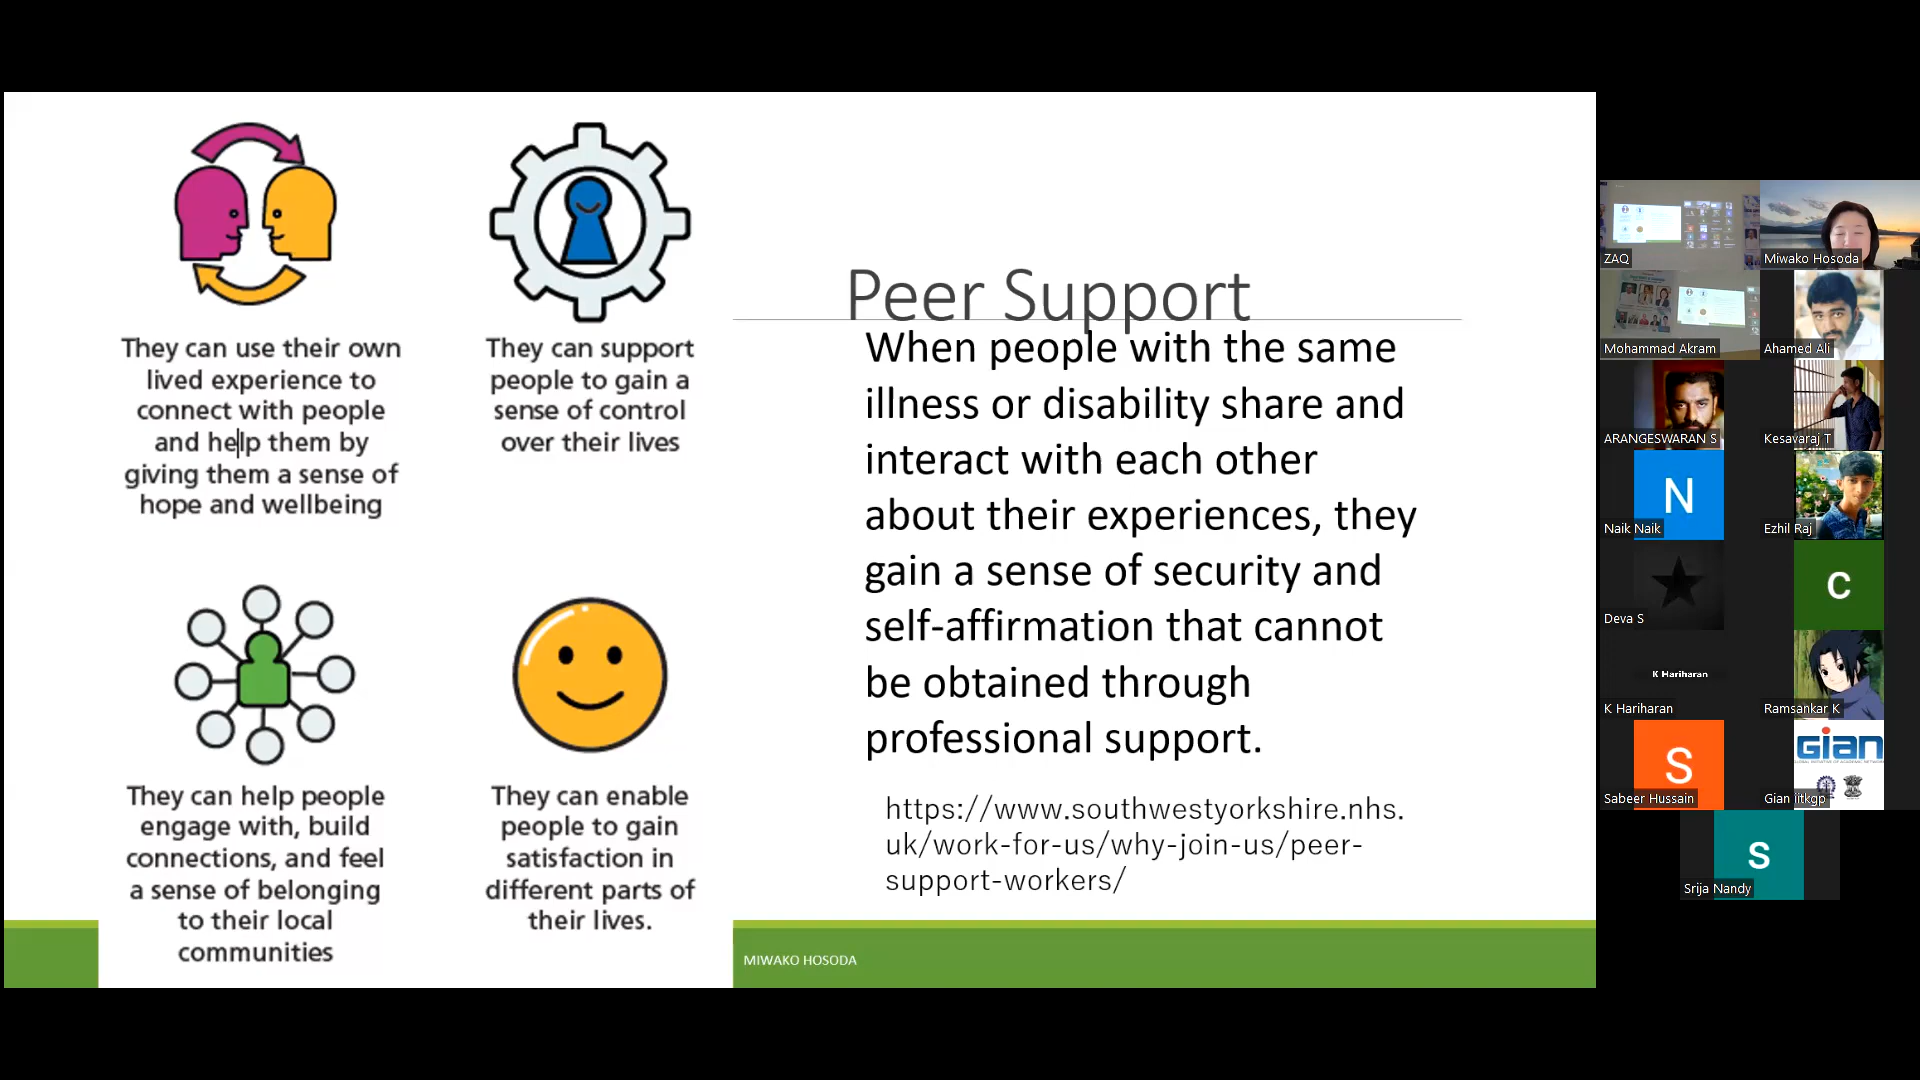 They can use their own
lived experience to
connect with people
and help them by
giving them a sense of
hope and wellbeing
They can support
people to gain a
sense of control
over their lives
They can help people
engage with, build
connections, and feel
a sense of belonging
to their local
communities
They can enable
people to gain
satisfaction in
different parts of
their lives.
Peer Support
When people with the same
illness or disability share and
interact with each other
about their experiences, they
gain a sense of security and
self-affirmation that cannot
be obtained through
professional support.
https://www.southwestyorkshire.nhs.
uk/work-for-us/why-join-us/peer-
support-workers/
MIWAKO HOSODA
ZAQ
Miwako Hosoda
Mohammad Akram
Ahamed Ali
ARANGESWARAN S
Kesavaraj T
N
Naik Naik
Ezhil Raj
Deva S
C
K Hariharan
K Hariharan
Ramsankar K
S
Sabeer Hussain
Gian
Gian iitkgp
S
Srija Nandy